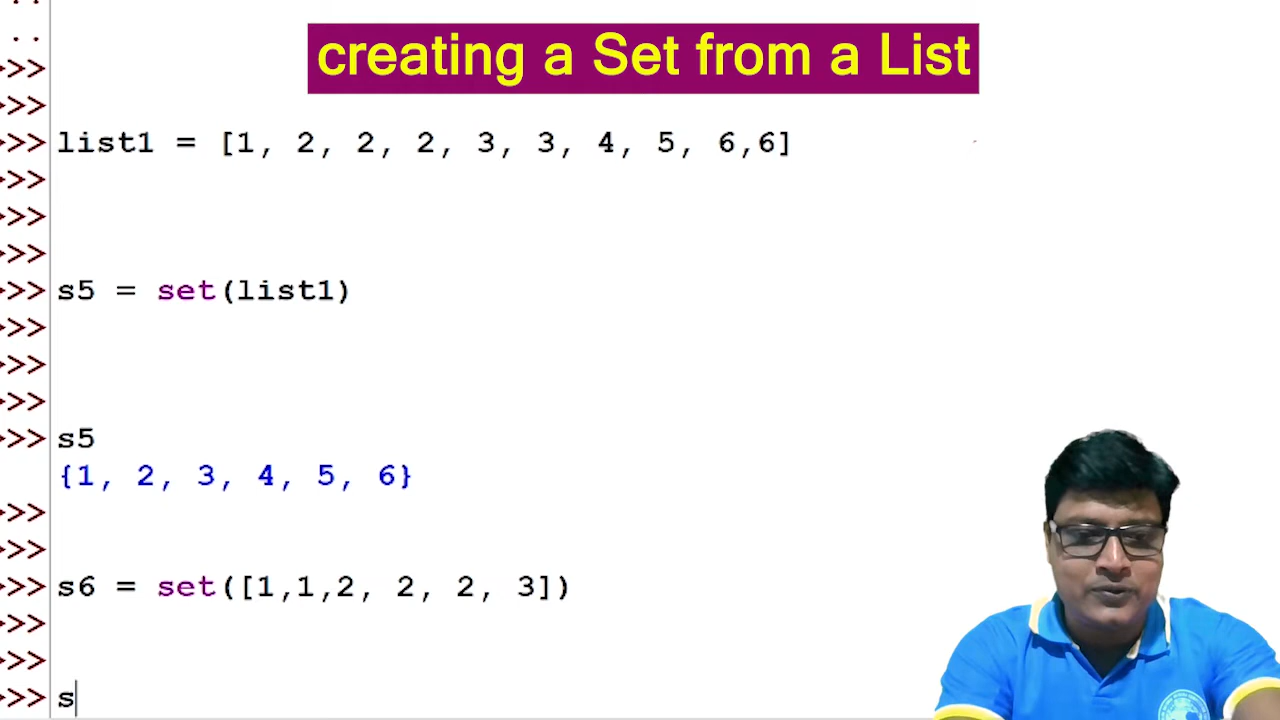 creating a Set from a List
..
..
>>>
>>>
>>> list1 = [1, 2, 2, 2, 3, 3, 4, 5, 6,6]
>>>
>>>
>>>
>>> s5 = set(list1)
>>>
>>>
>>>
>>> s5
{1, 2, 3, 4, 5, 6}
>>>
>>>
>>> s6 = set([1,1,2, 2, 2, 3])
>>>
>>>
>>> s